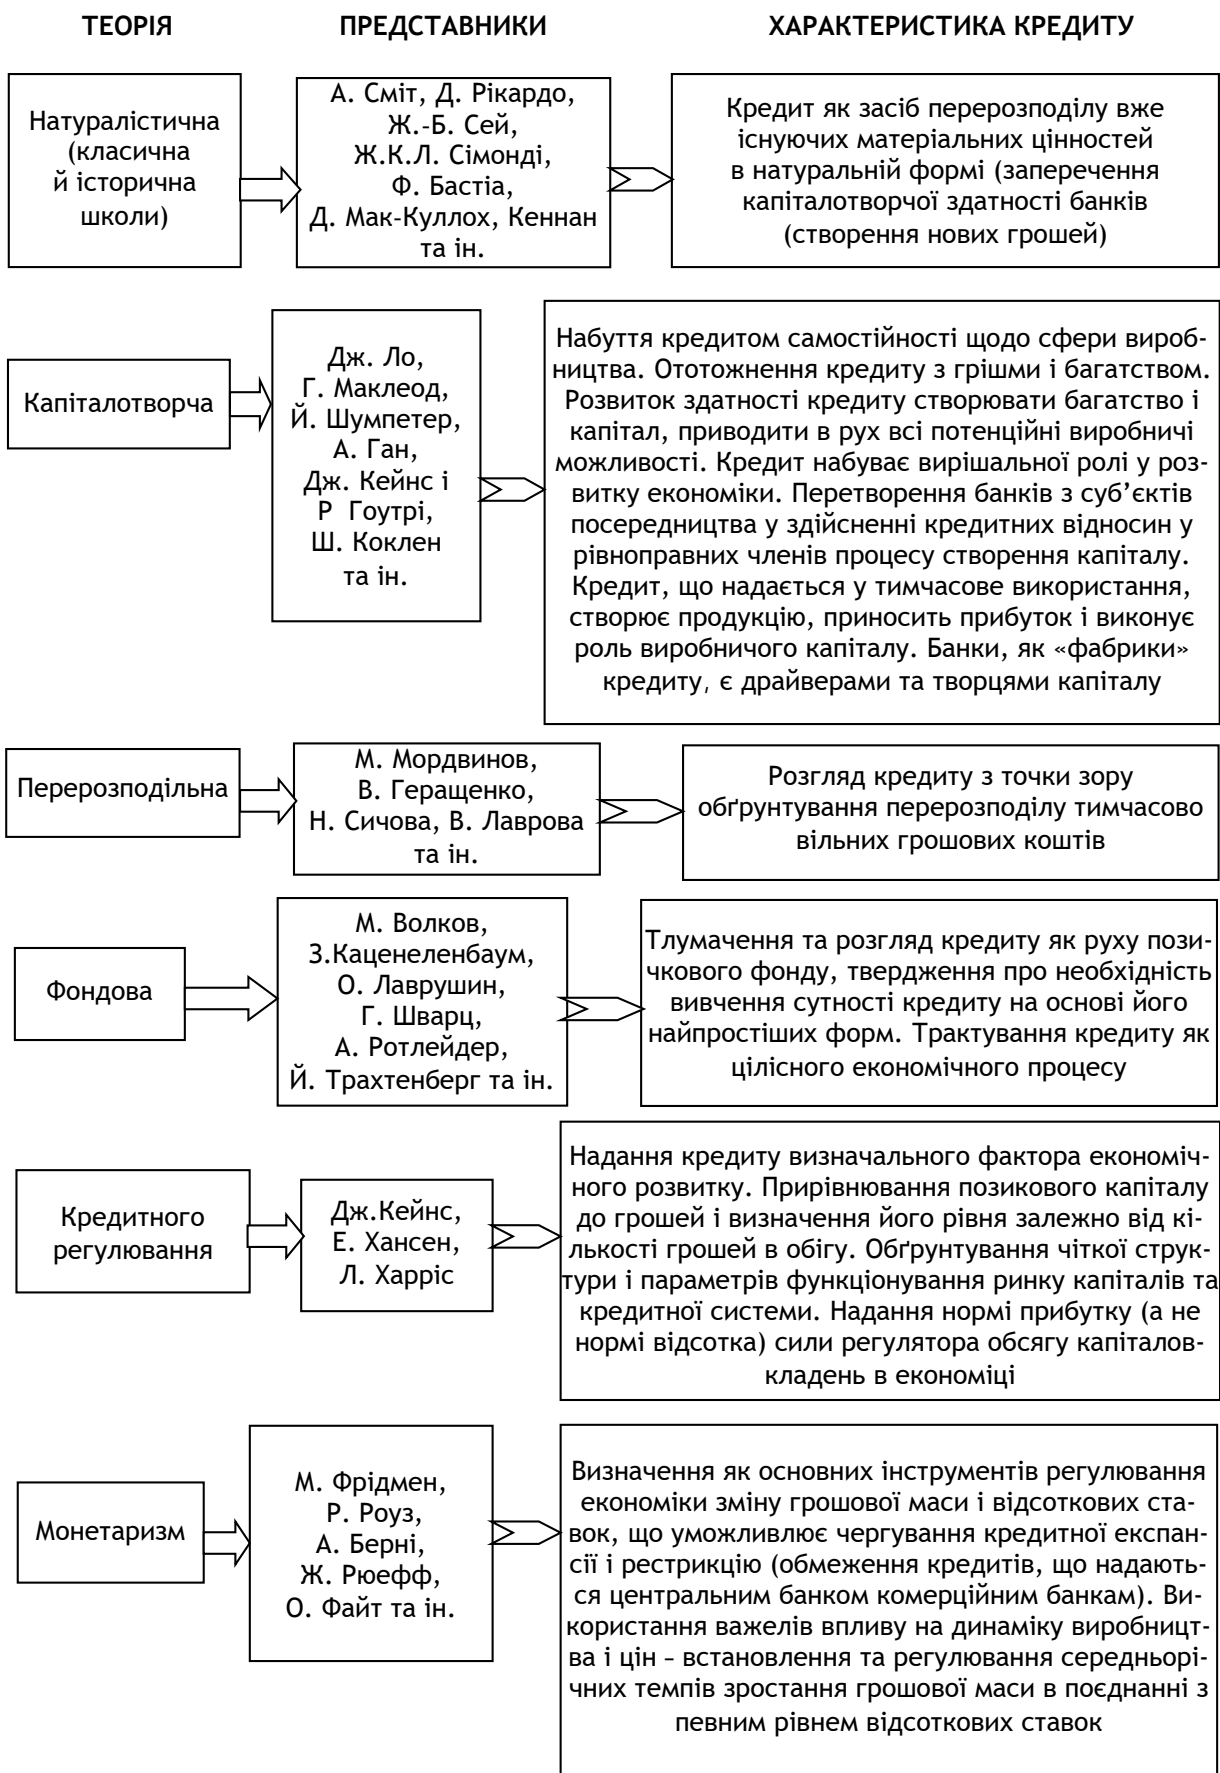 ТЕОРІЯ
ПРЕДСТАВНИКИ
ХАРАКТЕРИСТИКА КРЕДИТУ
Натуралістична
(класична
й історична
школи)
А. Сміт, Д. Рікардо,
Ж.-Б. Сей,
Ж.К.Л. Сімонді,
Ф. Бастіа,
Д. Мак-Куллох, Кеннан
та ін.
Кредит як засіб перерозподілу вже
існуючих матеріальних цінностей
в натуральній формі (заперечення
капіталотворчої здатності банків
(створення нових грошей)
Капіталотворча
Дж. Ло,
Г. Маклеод,
Й. Шумпетер,
А. Ган,
Дж. Кейнс і
Р Гоутрі,
Ш. Коклен
та ін.
Набуття кредитом самостійності щодо сфери вироб-
ництва. Ототожнення кредиту з грішми і багатством.
Розвиток здатності кредиту створювати багатство і
капітал, приводити в рух всі потенційні виробничі
можливості. Кредит набуває вирішальної ролі у роз-
витку економіки. Перетворення банків з суб’єктів
посередництва у здійсненні кредитних відносин у
рівноправних членів процесу створення капіталу.
Кредит, що надається у тимчасове використання,
створює продукцію, приносить прибуток і виконує
роль виробничого капіталу. Банки, як «фабрики»
кредиту, є драйверами та творцями капіталу
Перерозподільна
М. Мордвинов,
В. Геращенко,
Н. Сичова, В. Лаврова
та ін.
Розгляд кредиту з точки зору
обґрунтування перерозподілу тимчасово
вільних грошових коштів
Фондова
М. Волков,
З.Каценеленбаум,
О. Лаврушин,
Г. Шварц,
А. Ротлейдер,
Й. Трахтенберг та ін.
Тлумачення та розгляд кредиту як руху пози-
чкового фонду, твердження про необхідність
вивчення сутності кредиту на основі його
найпростіших форм. Трактування кредиту як
цілісного економічного процесу
Кредитного
регулювання
Дж.Кейнс,
Е. Хансен,
Л. Харріс
Надання кредиту визначального фактора економіч-
ного розвитку. Прирівнювання позикового капіталу
до грошей і визначення його рівня залежно від кі-
лькості грошей в обігу. Обґрунтування чіткої струк-
тури і параметрів функціонування ринку капіталів та
кредитної системи. Надання нормі прибутку (а не
нормі відсотка) сили регулятора обсягу капіталов-
кладень в економіці
Монетаризм
М. Фрідмен,
Р. Роуз,
А. Берні,
Ж. Рюефф,
О. Файт та ін.
Визначення як основних інструментів регулювання
економіки зміну грошової маси і відсоткових ста-
вок, що уможливлює чергування кредитної експан-
сії і рестрикцію (обмеження кредитів, що надають-
ся центральним банком комерційним банкам). Ви-
користання важелів впливу на динаміку виробницт-
ва і цін – встановлення та регулювання середньорі-
чних темпів зростання грошової маси в поєднанні з
певним рівнем відсоткових ставок